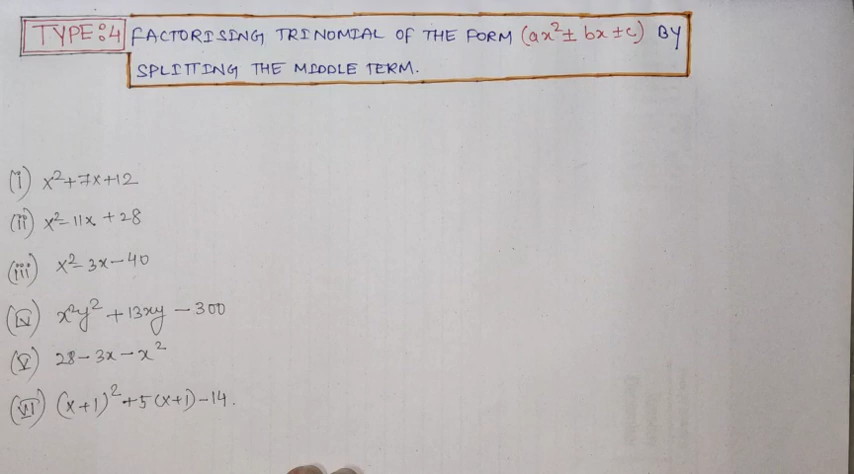 TYPE:4 FACTORISING TRINOMIAL OF THE FORM (ax²± bx ±c) BY
SPLITTING THE MIDDLE TERM.
(i) x²+7x+12
(ii) x²-11x +28
(iii) x²-3x-40
(iv) x²y²+13xy-300
(v) 28-3x-x²
(vi) (x+1)²+5(x+1)-14.